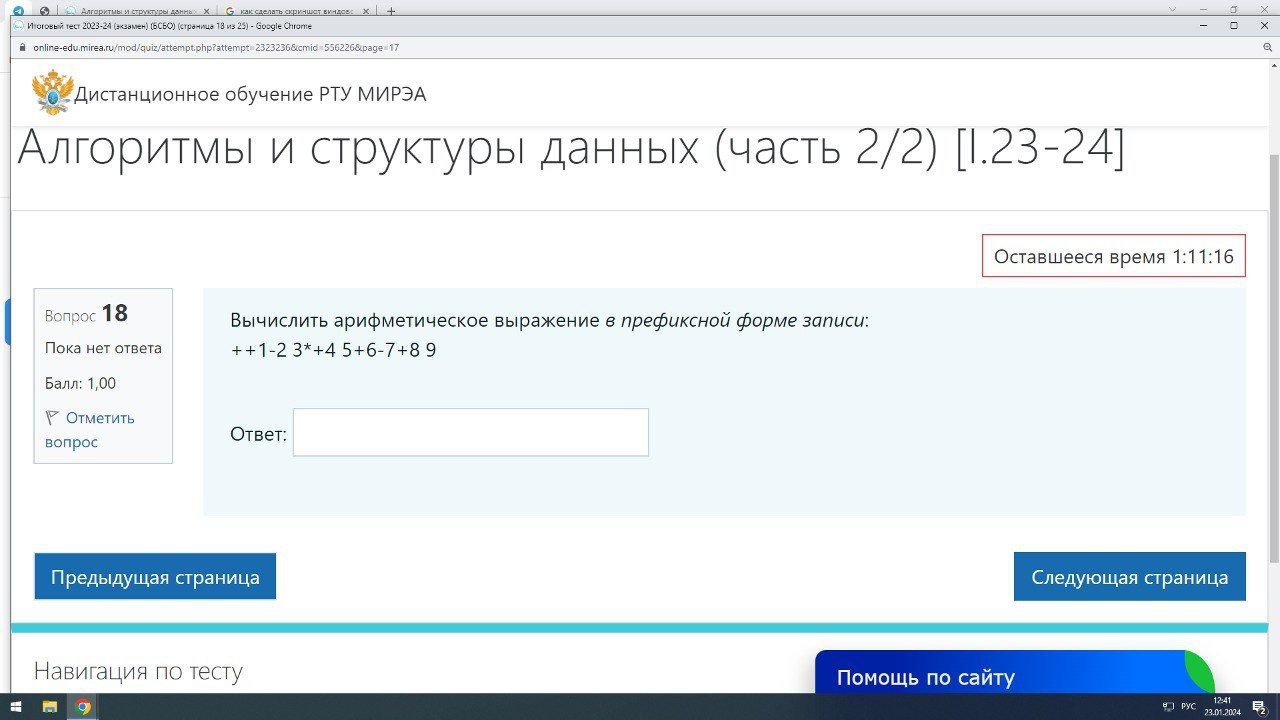 Алгоритмы и структуры данных
как сделать скриншот виндовс
Итоговый тест 2023-24 (экзамен) (БСБО) (страница 18 из 25) - Google Chrome
online-edu.mirea.ru/mod/quiz/attempt.php?attempt=2323236&cmid=556226&page=17
Дистанционное обучение РТУ МИРЭА
Алгоритмы и структуры данных (часть 2/2) [I.23-24]
Оставшееся время 1:11:16
Вопрос 18
Пока нет ответа
Балл: 1,00
Отметить
вопрос
Вычислить арифметическое выражение в префиксной форме записи:
++1-2 3*+4 5+6-7+8 9
Ответ:
Предыдущая страница
Следующая страница
Навигация по тесту
Помощь по сайту
РУС
12:41
23.01.2024
2